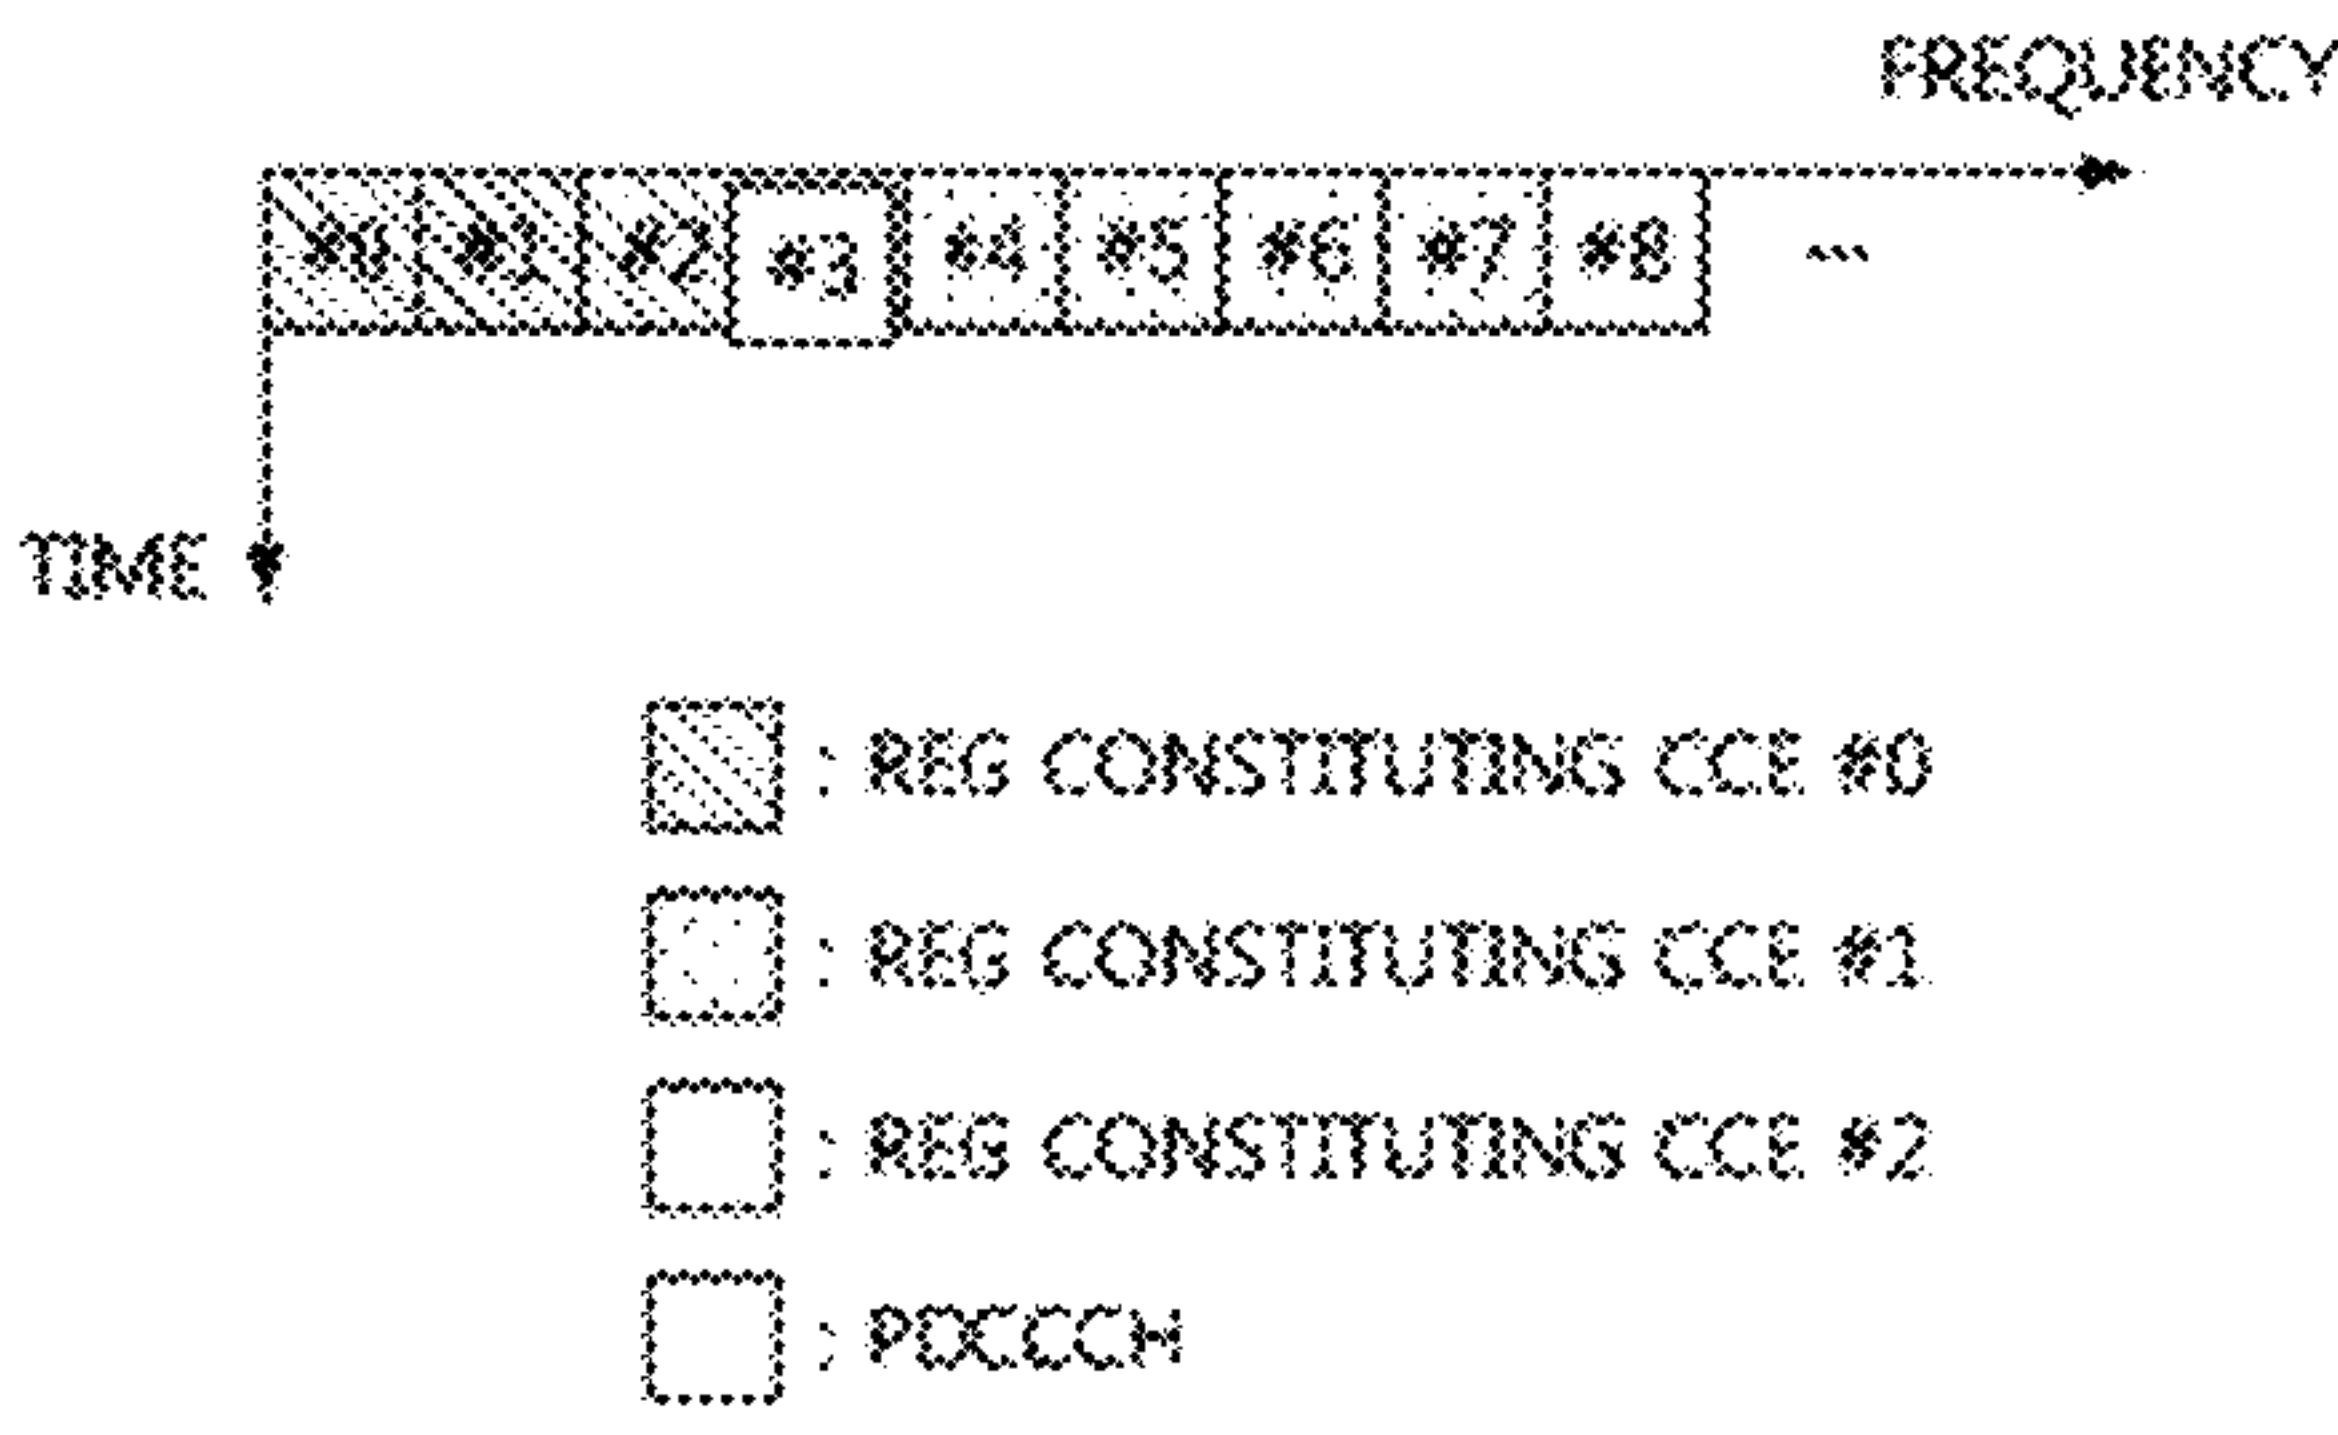 FREQUENCY
#0 #1 #2 #3 #4 #5 #6 #7 #8 ...
TIME
: REG CONSTITUTING CCE #0
: REG CONSTITUTING CCE #1
: REG CONSTITUTING CCE #2
: PDCCCH